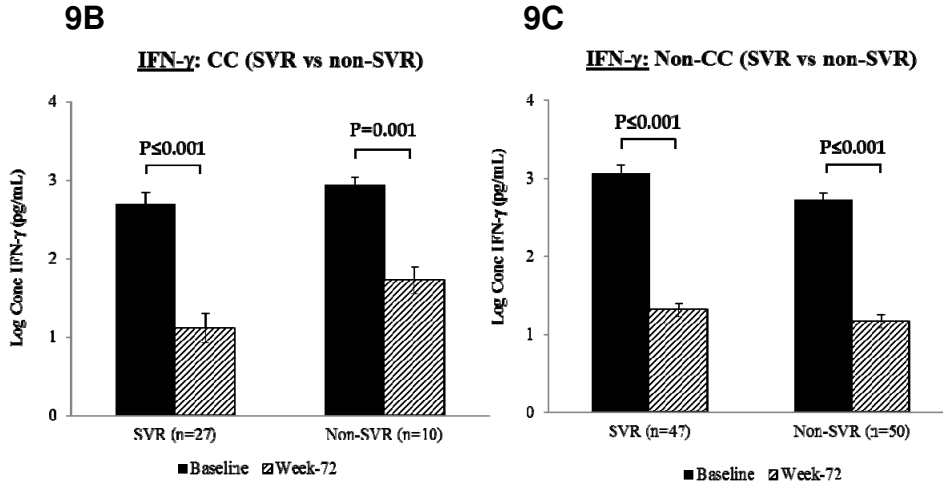 9B
IFN-γ: CC (SVR vs non-SVR)
Log Conc IFN-γ (pg/mL)
4
3
2
1
0
P≤0.001
P=0.001
SVR (n=27)
Non-SVR (n=10)
Baseline
Week-72
9C
IFN-γ: Non-CC (SVR vs non-SVR)
Log Conc IFN-γ (pg/mL)
4
3
2
1
0
P≤0.001
P≤0.001
SVR (n=47)
Non-SVR (n=50)
Baseline
Week-72